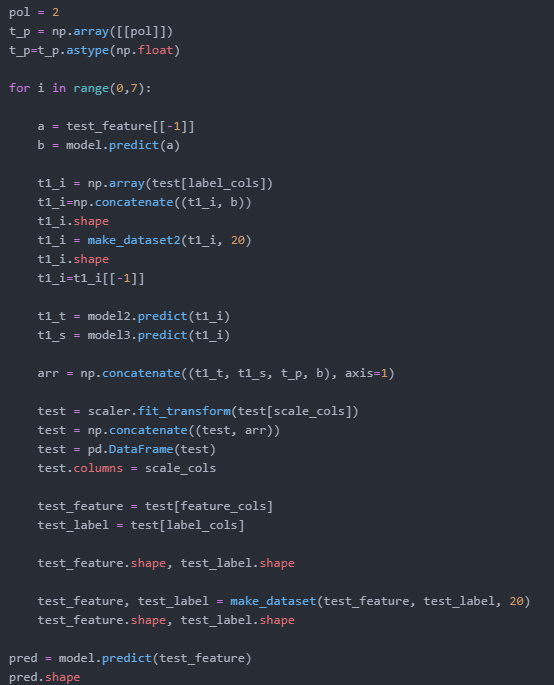 pol = 2
t_p = np.array([[pol]])
t_p=t_p.astype(np.float)
for i in range(0,7):
a = test_feature[[-1]]
b = model.predict(a)
t1_i = np.array(test[label_cols])
t1_i=np.concatenate((t1_i, b))
t1_i.shape
t1_i = make_dataset2(t1_i, 20)
t1_i.shape
t1_i=t1_i[[-1]]
t1_t = model2.predict(t1_i)
t1_s = model3.predict(t1_i)
arr = np.concatenate((t1_t, t1_s, t_p, b), axis=1)
test = scaler.fit_transform(test[scale_cols])
test = np.concatenate((test, arr))
test = pd.DataFrame(test)
test.columns = scale_cols
test_feature = test[feature_cols]
test_label = test[label_cols]
test_feature.shape, test_label.shape
test_feature, test_label = make_dataset(test_feature, test_label, 20)
test_feature.shape, test_label.shape
pred = model.predict(test_feature)
pred.shape